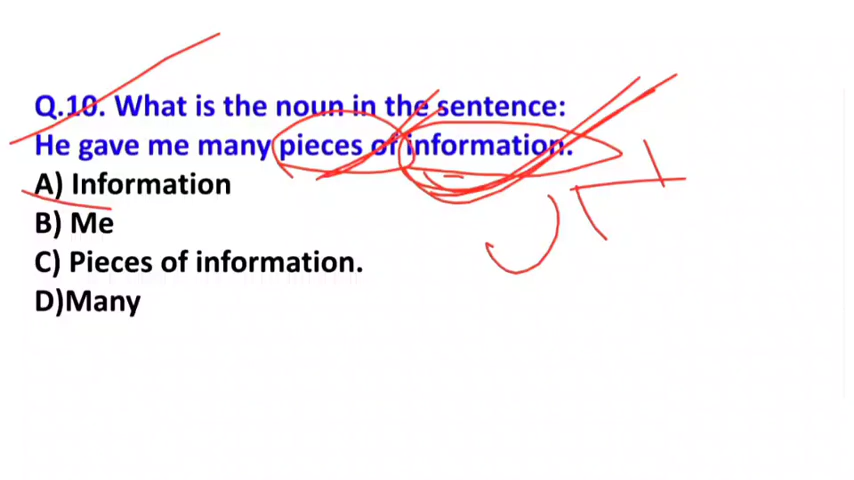 Q.10. What is the noun in the sentence:
He gave me many pieces of information.
A) Information
B) Me
C) Pieces of information.
D)Many